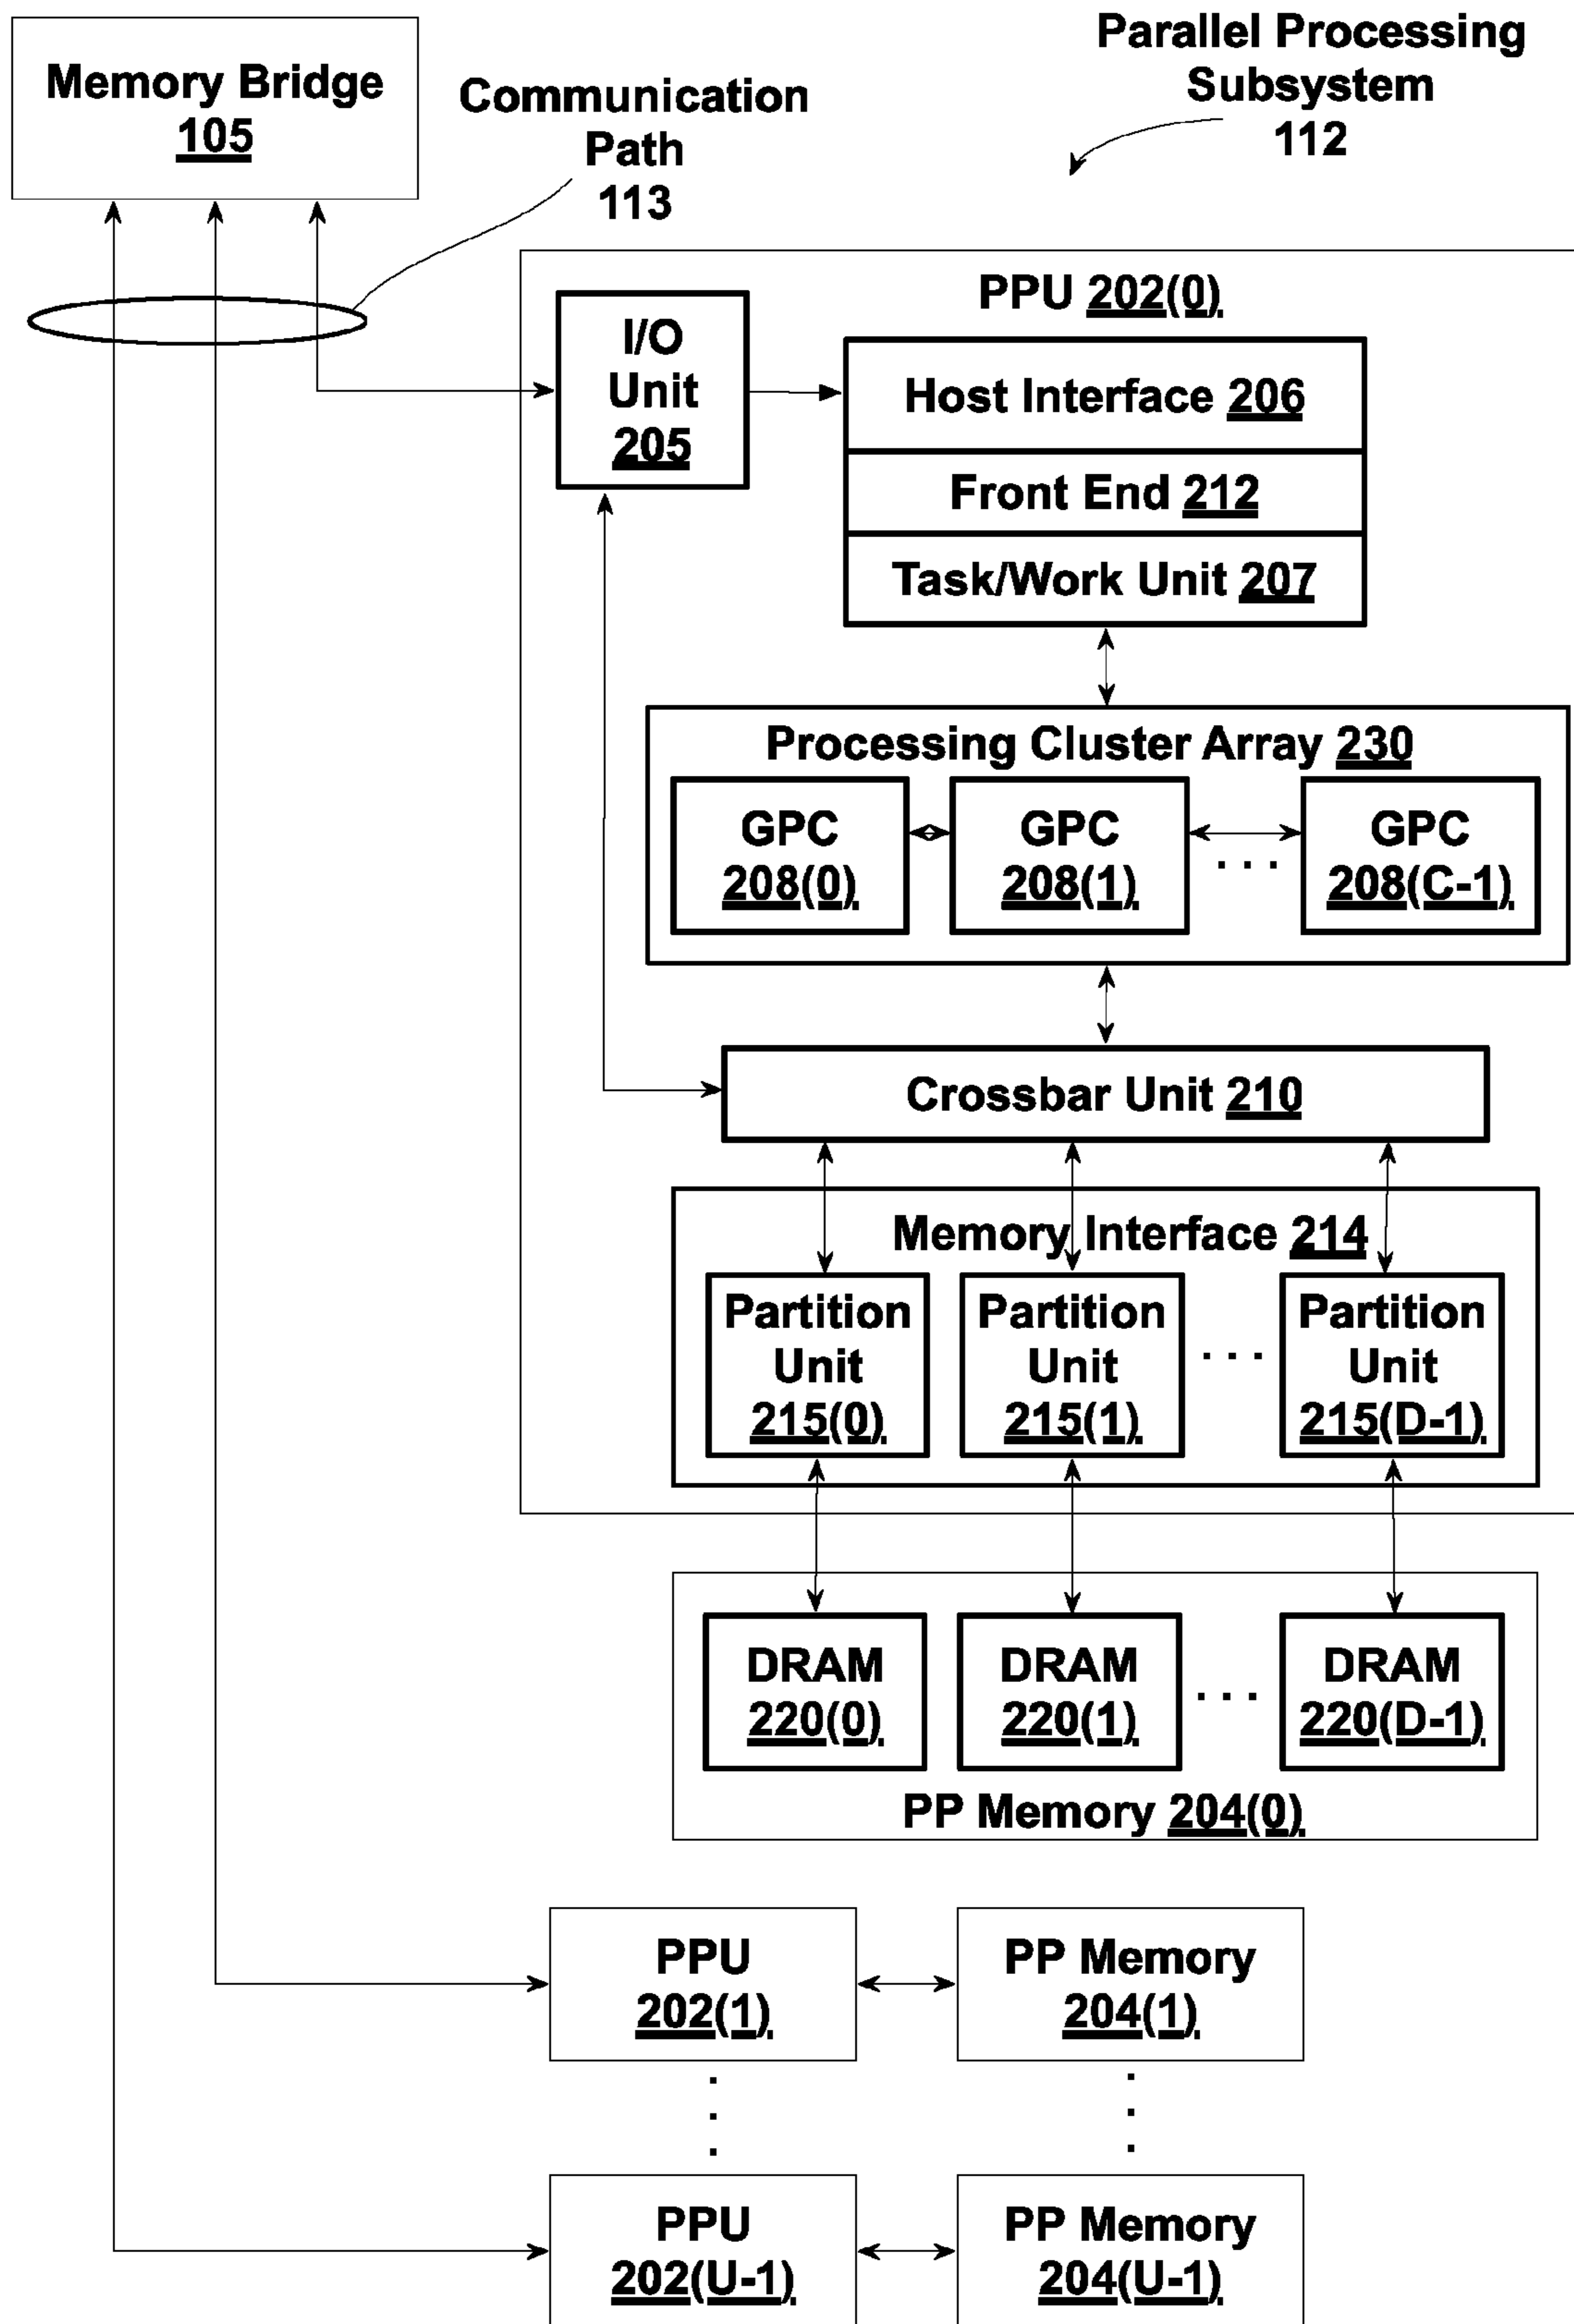 Memory Bridge
105
Communication
Path
113
Parallel Processing
Subsystem
112
PPU 202(0)
I/O
Unit
205
Host Interface 206
Front End 212
Task/Work Unit 207
Processing Cluster Array 230
GPC
208(0)
GPC
208(1)
. . .
GPC
208(C-1)
Crossbar Unit 210
Memory Interface 214
Partition
Unit
215(0)
Partition
Unit
215(1)
. . .
Partition
Unit
215(D-1)
DRAM
220(0)
DRAM
220(1)
. . .
DRAM
220(D-1)
PP Memory 204(0)
PPU
202(1)
PP Memory
204(1)
PPU
202(U-1)
PP Memory
204(U-1)